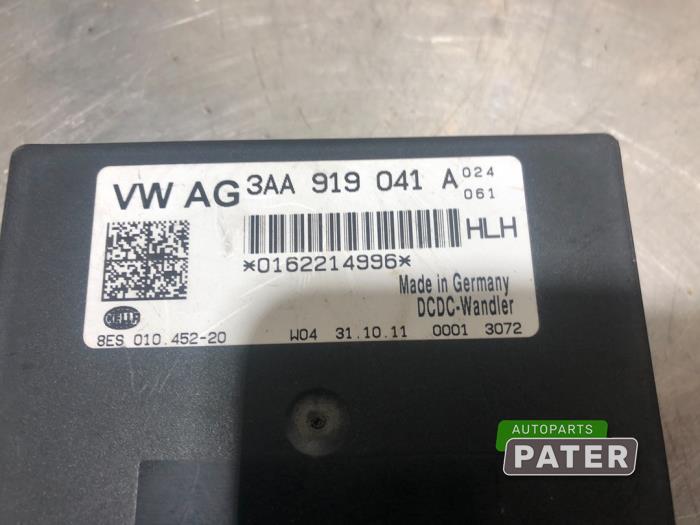 VW AG 3AA 919 041 A 024
061
HLH
*0162214996*
Made in Germany
DCDC-Wandler
HELLA
8ES 010.452-20 W04 31.10.11 0001 3072
AUTOPARTS
PATER